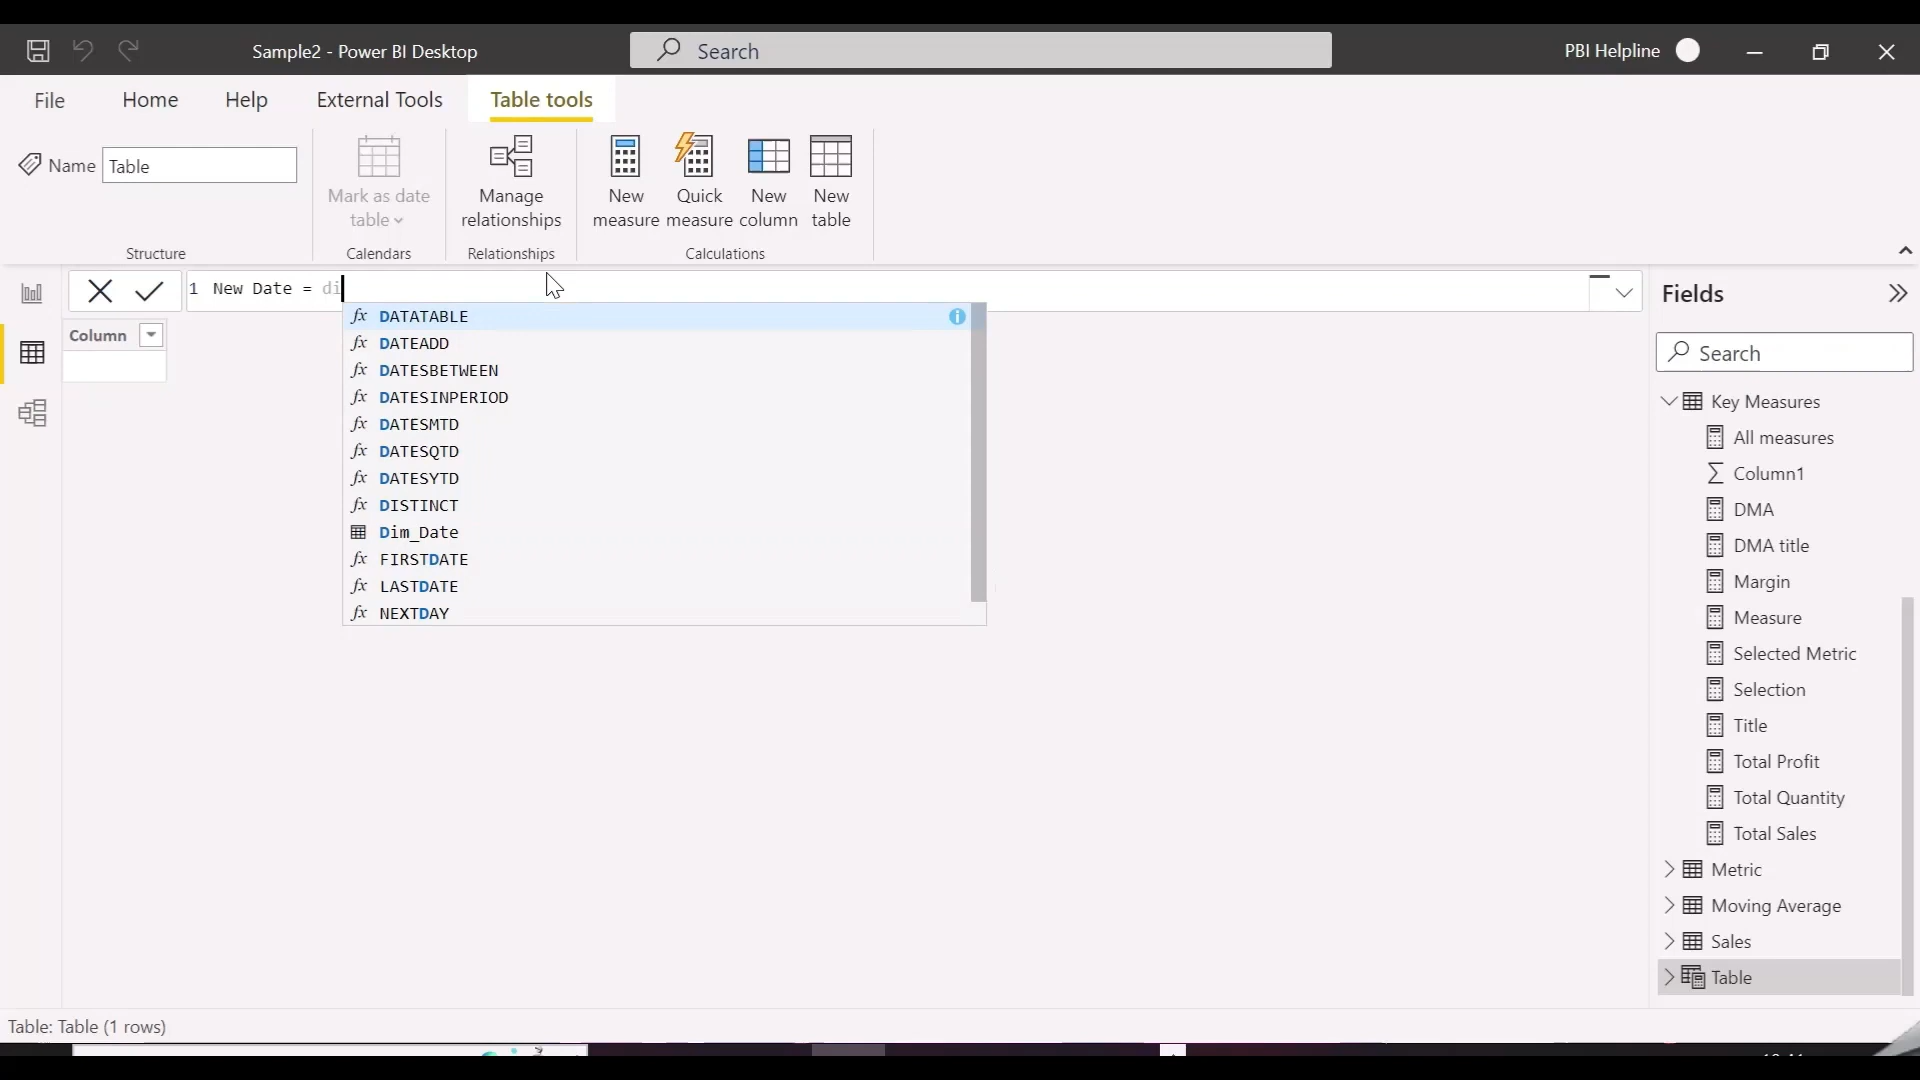 Sample2 - Power BI Desktop
Search
PBI Helpline
File
Home
Help
External Tools
Table tools
Name
Table
Mark as date
table
Manage
relationships
New
measure
Quick
measure
New
column
New
table
Structure
Calendars
Relationships
Calculations
1 New Date = di
Column
DATATABLE
DATEADD
DATESBETWEEN
DATESINPERIOD
DATESMTD
DATESQTD
DATESYTD
DISTINCT
Dim_Date
FIRSTDATE
LASTDATE
NEXTDAY
Fields
Search
Key Measures
All measures
Column1
DMA
DMA title
Margin
Measure
Selected Metric
Selection
Title
Total Profit
Total Quantity
Total Sales
Metric
Moving Average
Sales
Table
Table: Table (1 rows)